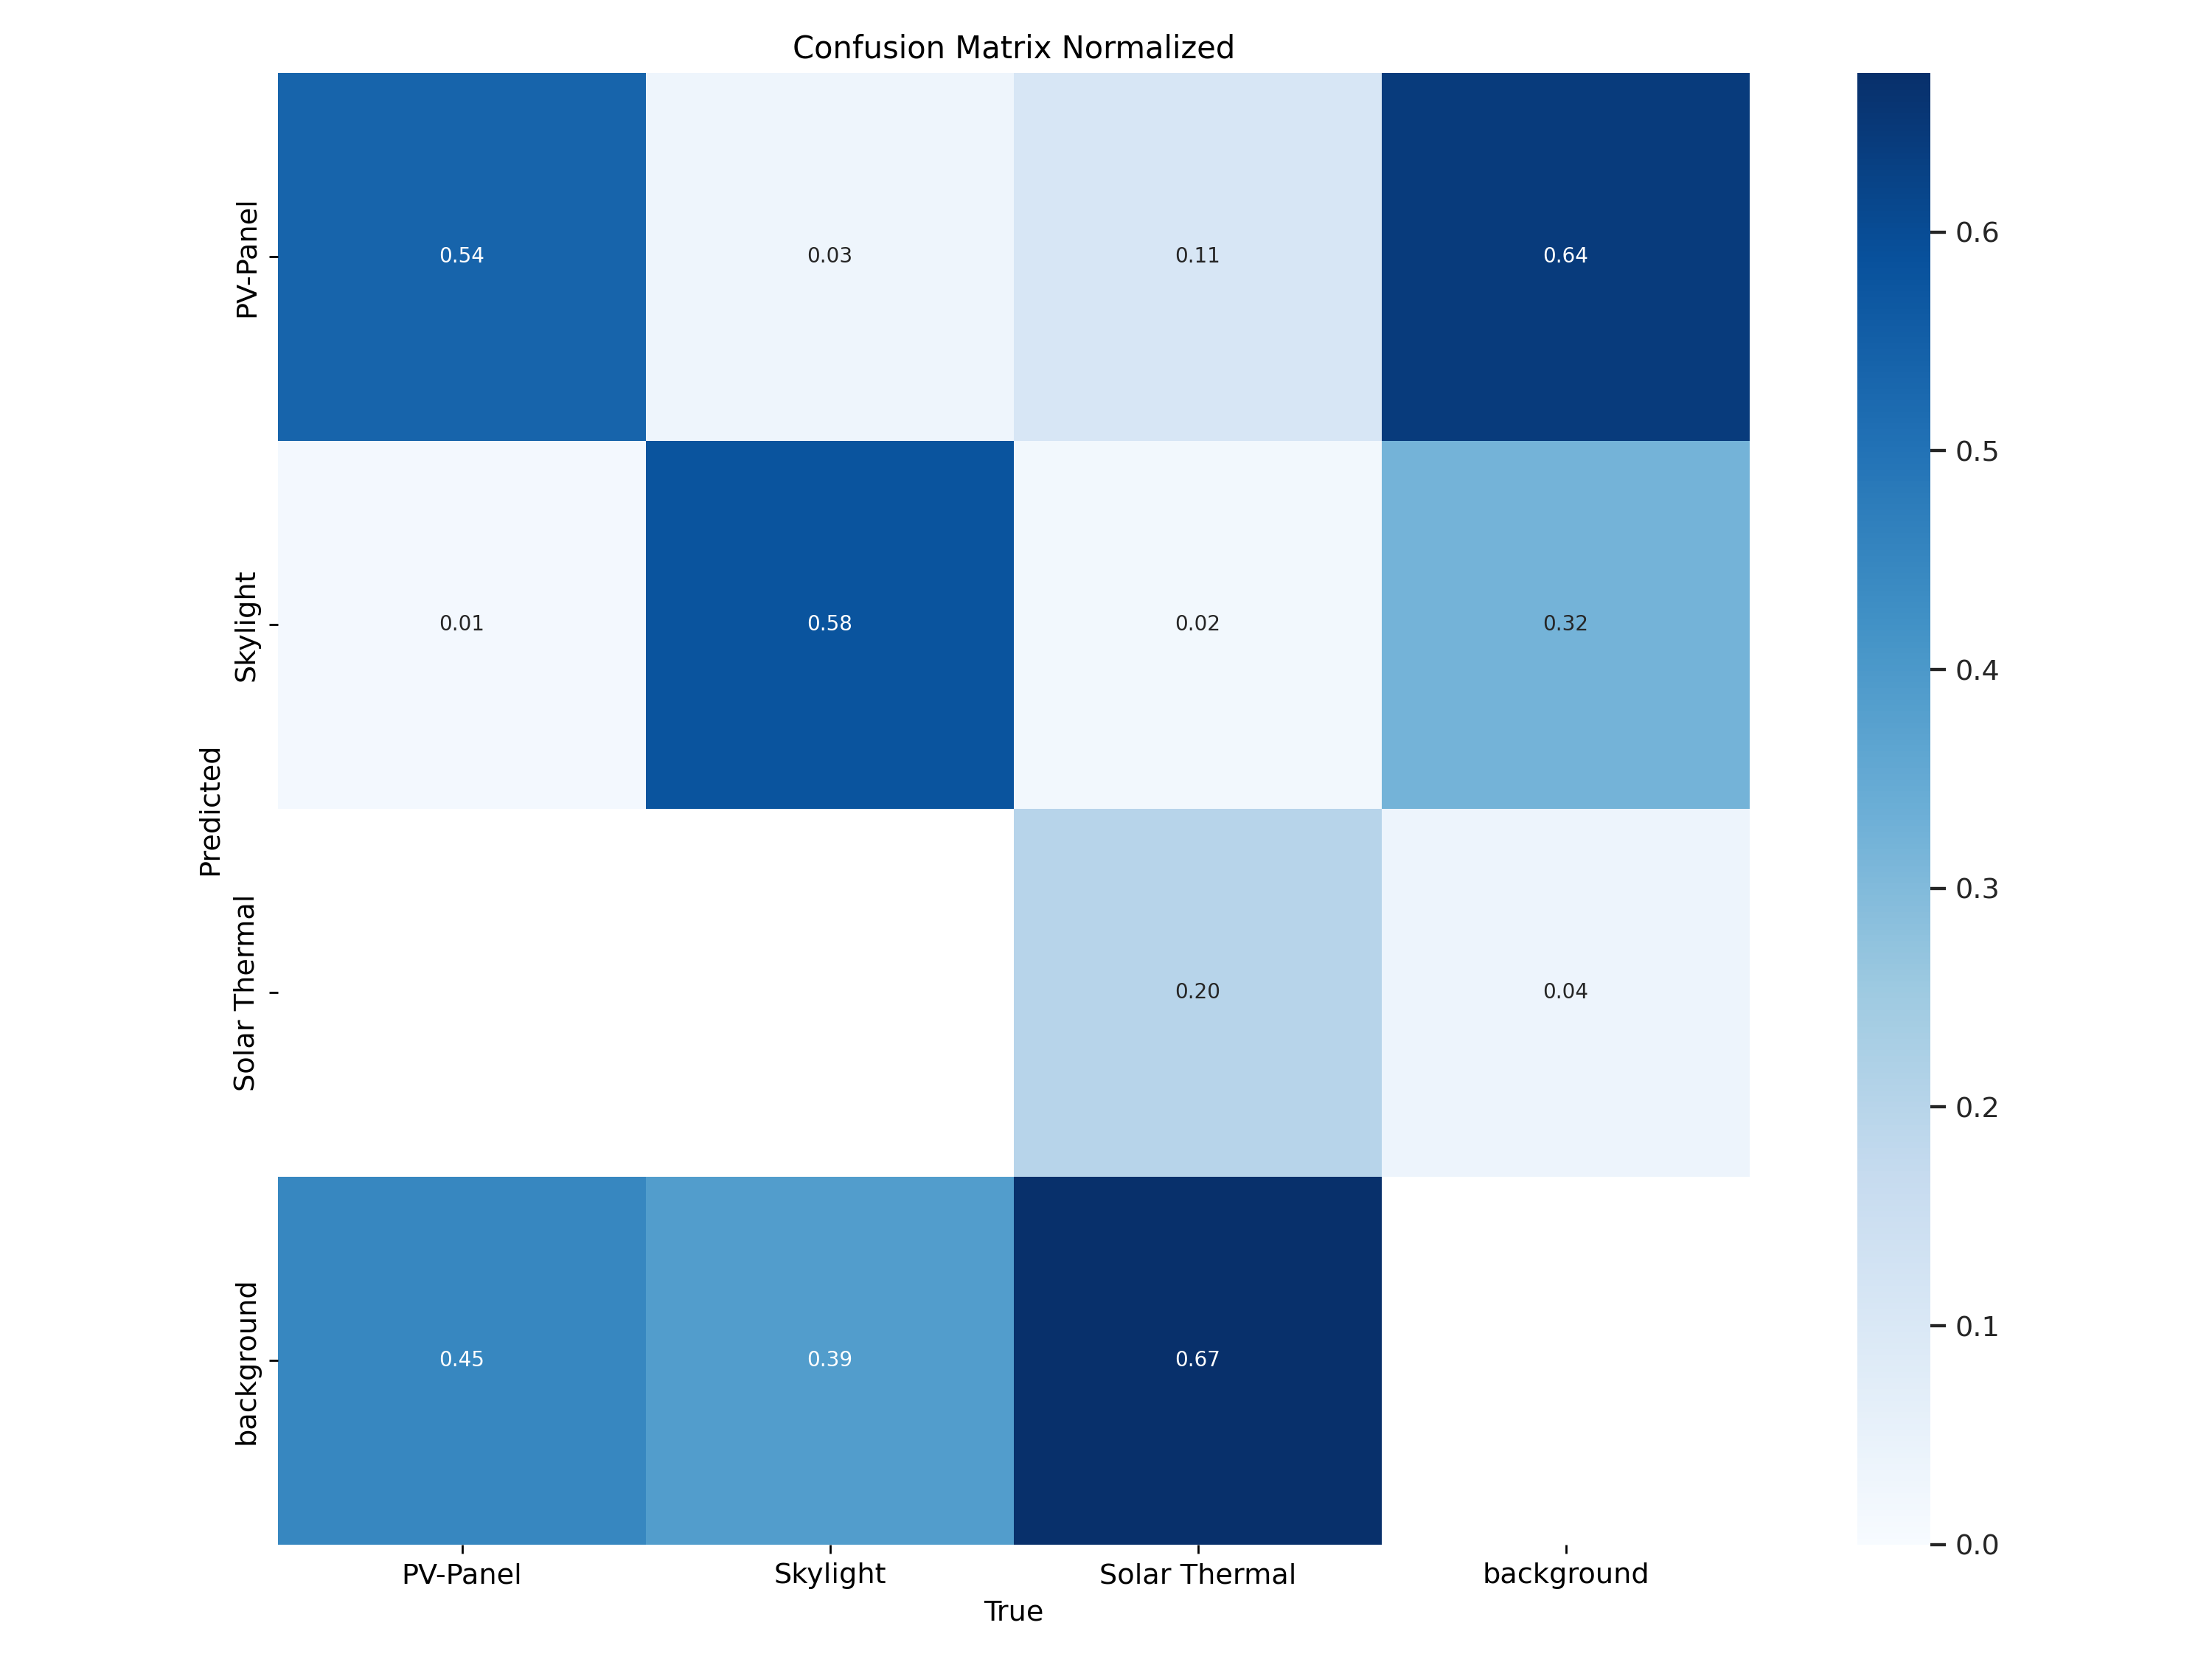 Confusion Matrix Normalized
PV-Panel
0.54
0.03
0.11
0.64
Skylight
0.01
0.58
0.02
0.32
Predicted
Solar Thermal
0.20
0.04
background
0.45
0.39
0.67
PV-Panel
Skylight
Solar Thermal
background
True
0.6
0.5
0.4
0.3
0.2
0.1
0.0